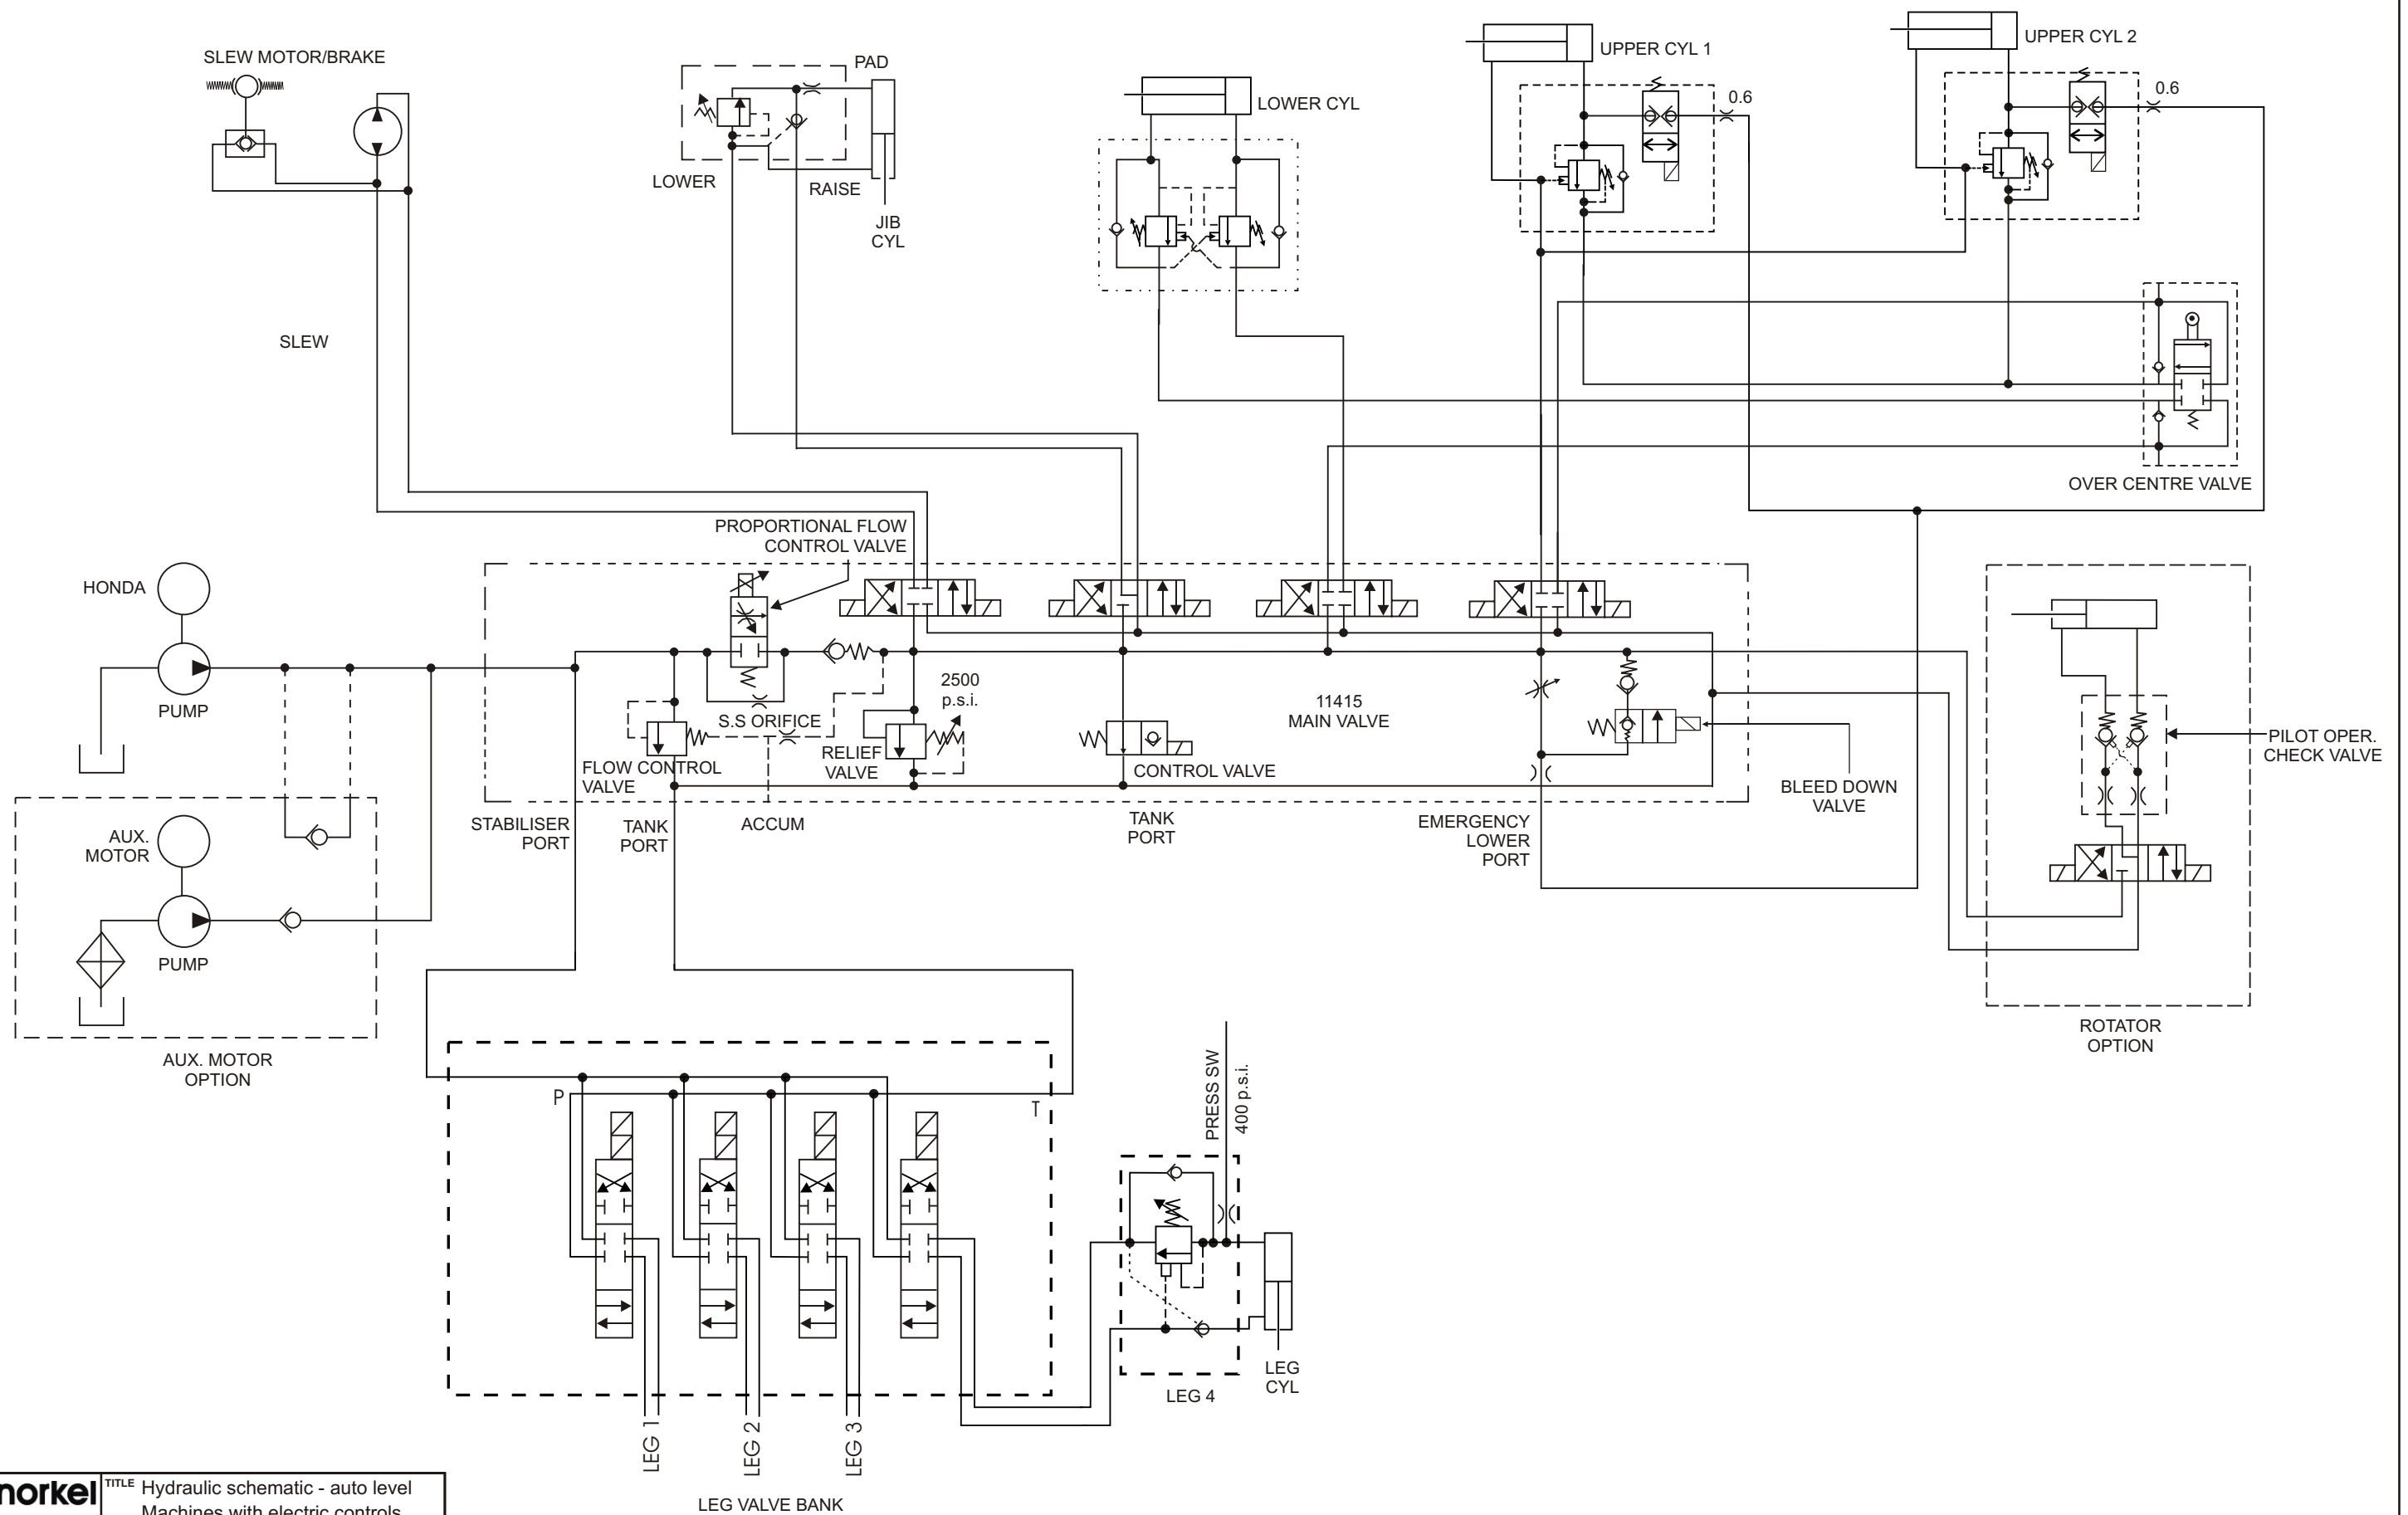 SLEW MOTOR/BRAKE
PAD
LOWER
RAISE
JIB
CYL
LOWER CYL
UPPER CYL 1
0.6
UPPER CYL 2
0.6
SLEW
OVER CENTRE VALVE
PROPORTIONAL FLOW
CONTROL VALVE
HONDA
PUMP
2500
p.s.i.
S.S ORIFICE
11415
MAIN VALVE
RELIEF
VALVE
FLOW CONTROL
VALVE
CONTROL VALVE
BLEED DOWN
VALVE
PILOT OPER.
CHECK VALVE
STABILISER
PORT
TANK
PORT
ACCUM
TANK
PORT
EMERGENCY
LOWER
PORT
AUX.
MOTOR
PUMP
AUX. MOTOR
OPTION
ROTATOR
OPTION
P
T
PRESS SW
400 p.s.i.
LEG 4
LEG
CYL
LEG 1
LEG 2
LEG 3
LEG VALVE BANK
norkel
TITLE Hydraulic schematic - auto level
Machines with electric controls